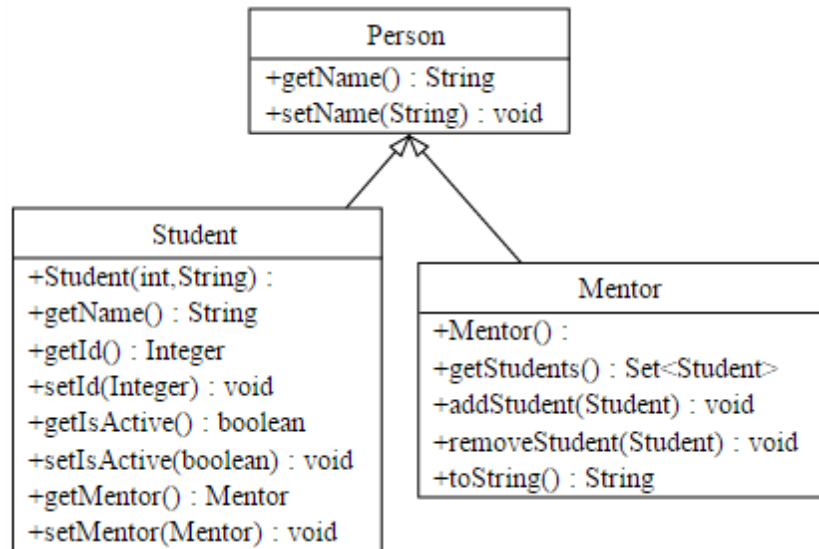 Person
+getName() : String
+setName(String) : void
Student
+Student(int,String) :
+getName() : String
+getId() : Integer
+setId(Integer) : void
+getIsActive() : boolean
+setIsActive(boolean) : void
+getMentor() : Mentor
+setMentor(Mentor) : void
Mentor
+Mentor() :
+getStudents() : Set<Student>
+addStudent(Student) : void
+removeStudent(Student) : void
+toString() : String